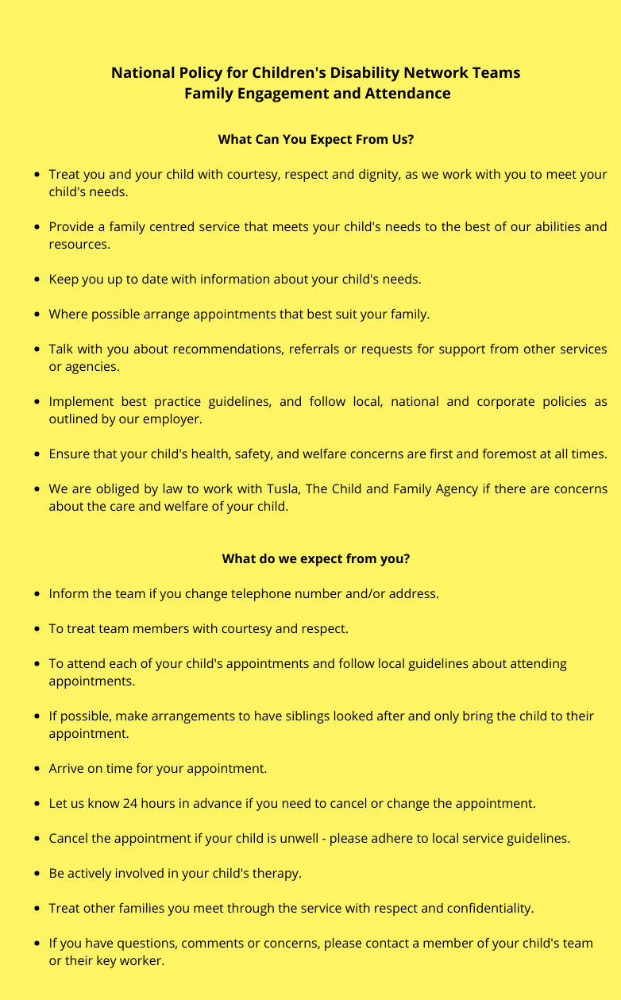 National Policy for Children's Disability Network Teams
Family Engagement and Attendance
What Can You Expect From Us?
• Treat you and your child with courtesy, respect and dignity, as we work with you to meet your
child's needs.
• Provide a family centred service that meets your child's needs to the best of our abilities and
resources.
• Keep you up to date with information about your child's needs.
• Where possible arrange appointments that best suit your family.
• Talk with you about recommendations, referrals or requests for support from other services
or agencies.
• Implement best practice guidelines, and follow local, national and corporate policies as
outlined by our employer.
• Ensure that your child's health, safety, and welfare concerns are first and foremost at all times.
• We are obliged by law to work with Tusla, The Child and Family Agency if there are concerns
about the care and welfare of your child.
What do we expect from you?
• Inform the team if you change telephone number and/or address.
• To treat team members with courtesy and respect.
• To attend each of your child's appointments and follow local guidelines about attending
appointments.
• If possible, make arrangements to have siblings looked after and only bring the child to their
appointment.
• Arrive on time for your appointment.
• Let us know 24 hours in advance if you need to cancel or change the appointment.
• Cancel the appointment if your child is unwell - please adhere to local service guidelines.
• Be actively involved in your child's therapy.
• Treat other families you meet through the service with respect and confidentiality.
• If you have questions, comments or concerns, please contact a member of your child's team
or their key worker.